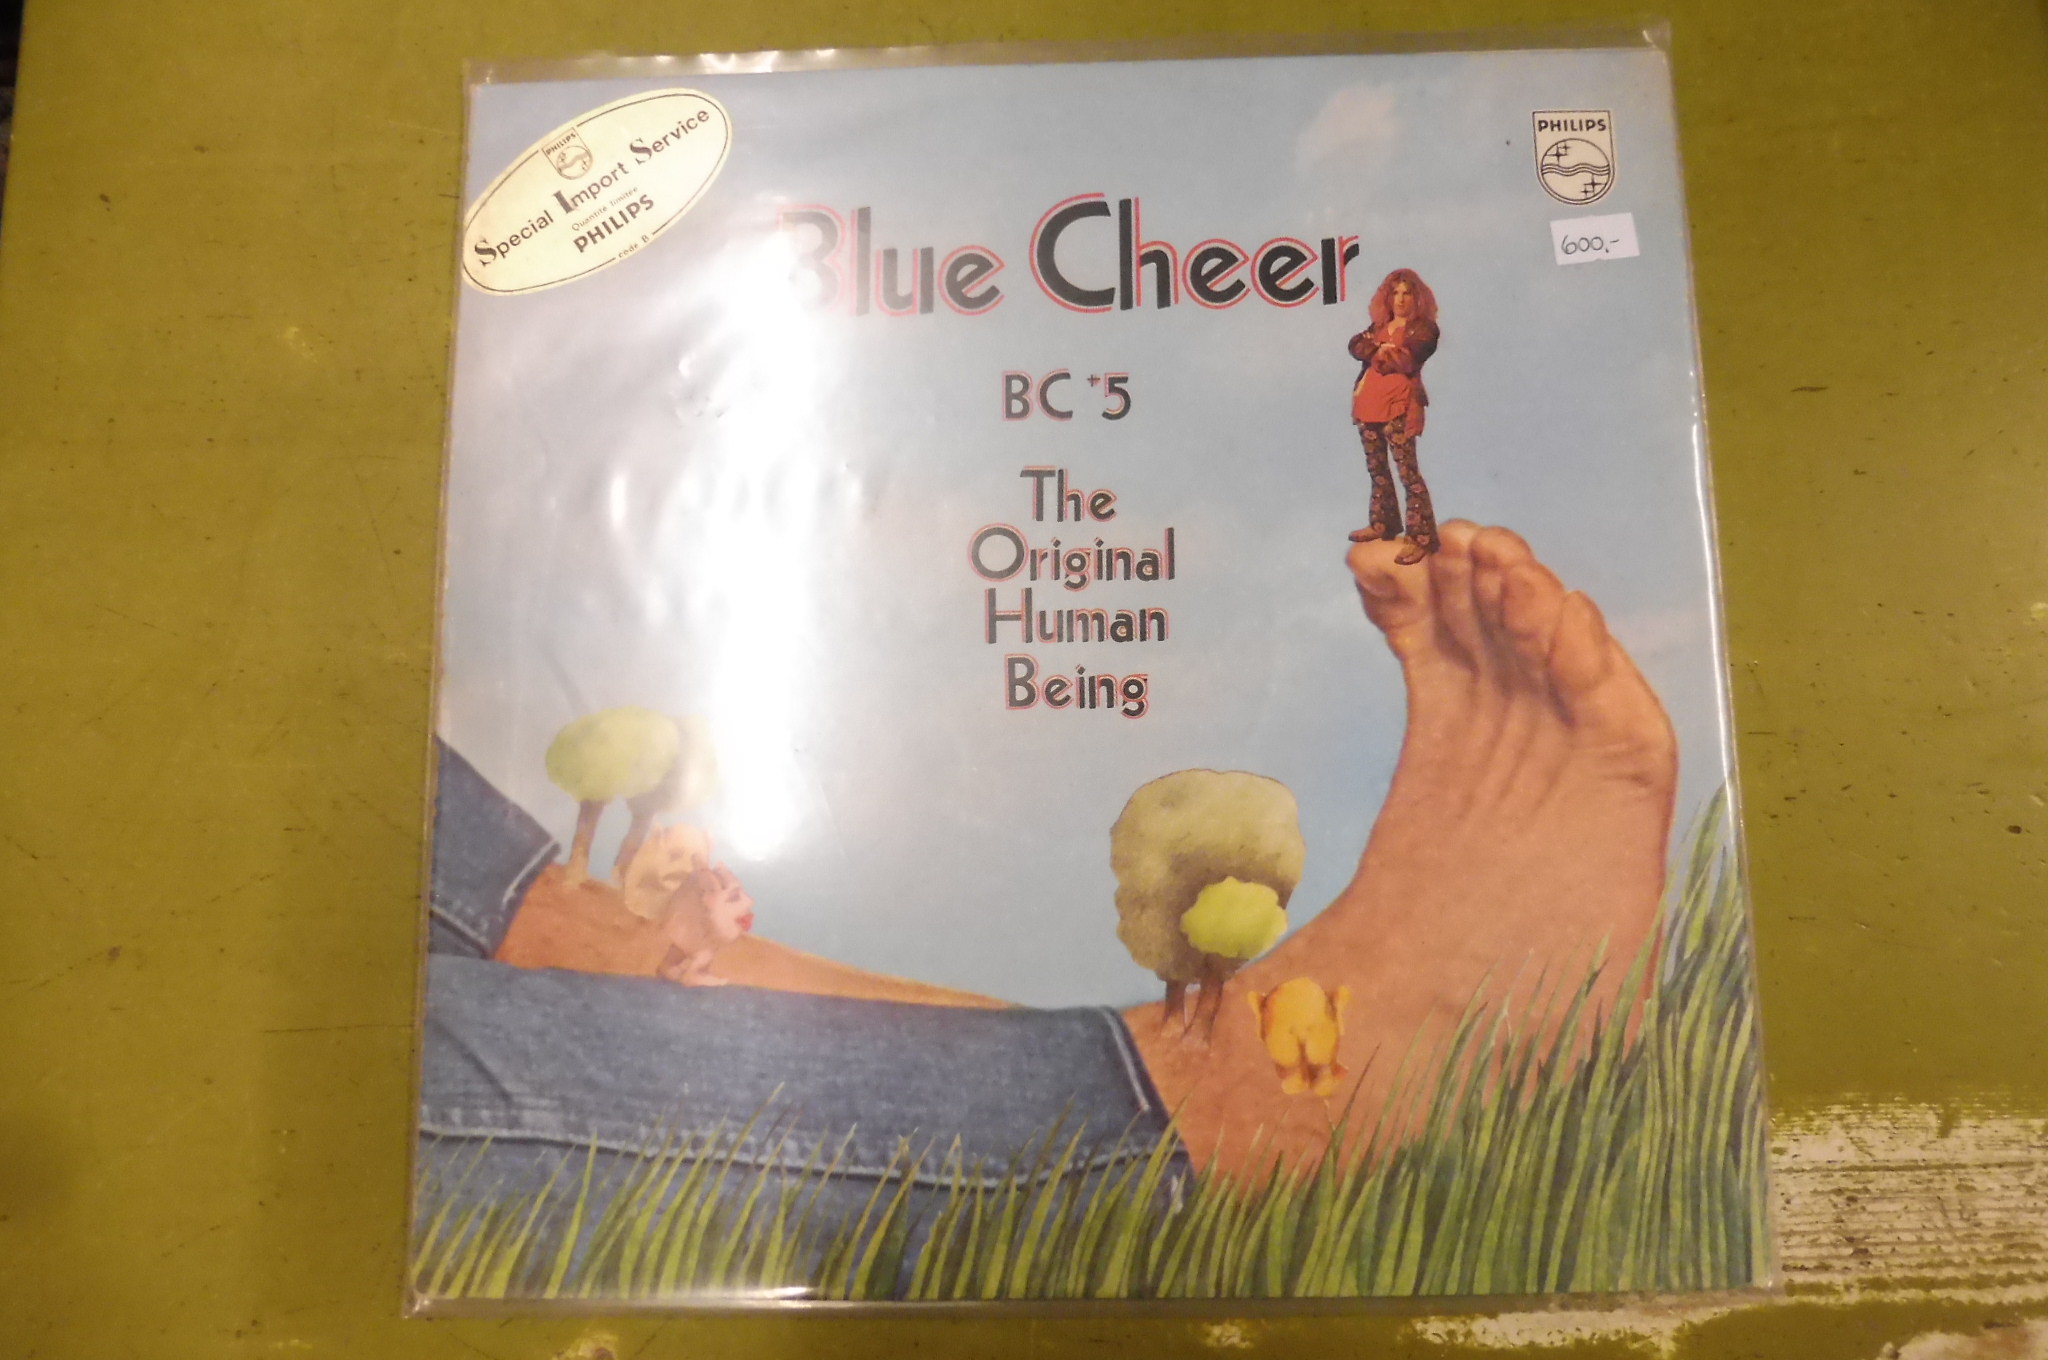 PHILIPS
Special Import Service
Quantité limitée
PHILIPS
code B
PHILIPS
600,-
Blue Cheer
BC #5
The
Original
Human
Being